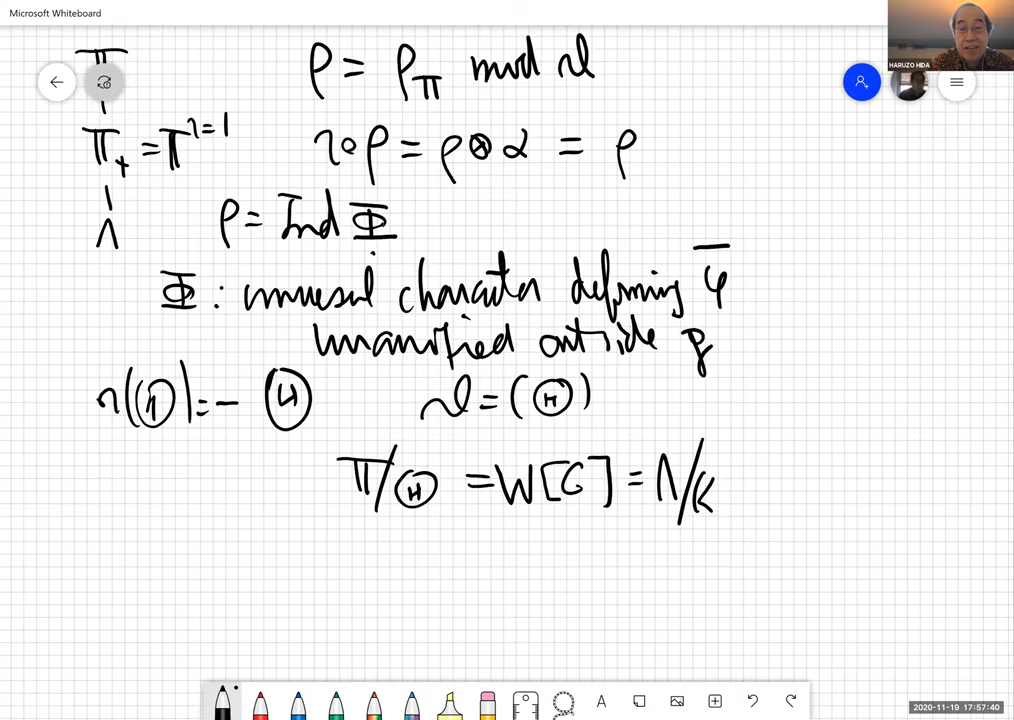 Microsoft Whiteboard
HARUZO HIDA
𝕋
ρ = ρ_𝕋 mod
𝕋₊ = 𝕋^{τ=1}
τ∘ρ = ρ⊗α = ρ
Λ
ρ = Ind Φ
Φ : universal character deforming φ̄
unramified outside
(Θ) = − Θ
= (Θ)
𝕋/Θ = W[C] = Λ/
A
2020-11-19 17:57:40